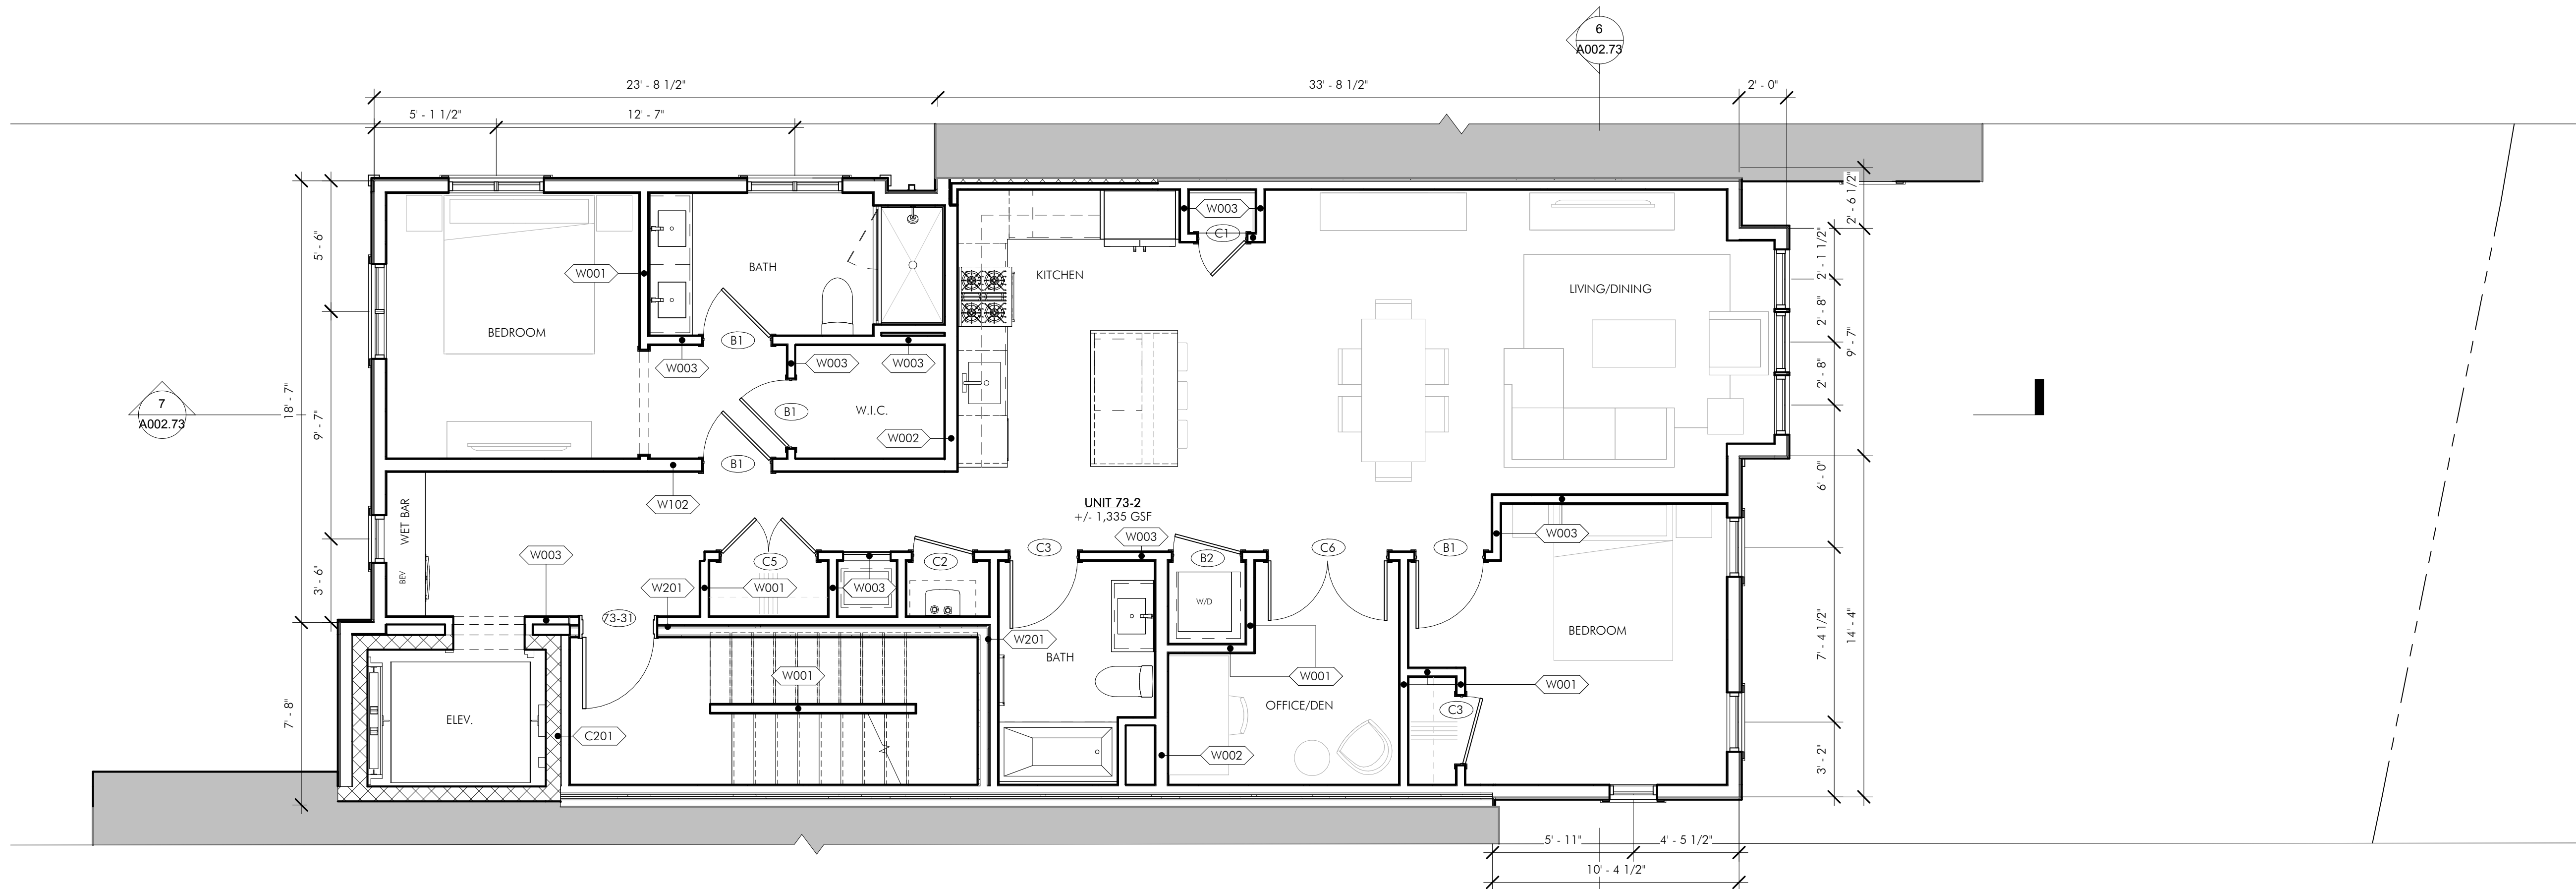 6
A002.73
23' - 8 1/2"
33' - 8 1/2"
2' - 0"
5' - 1 1/2"
12' - 7"
2' - 6 1/2"
W003
C1
5' - 6"
2' - 1 1/2"
W001
BATH
KITCHEN
LIVING/DINING
2' - 8"
BEDROOM
B1
9' - 7"
W003
W003
W003
2' - 8"
7
A002.73
18' - 7"
9' - 7"
B1
W.I.C.
W002
B1
6' - 0"
W102
UNIT 73-2
+/- 1,335 GSF
WET BAR
W003
W003
W003
C3
C6
B1
C5
C2
B2
BEV
3' - 6"
W201
W001
W003
W/D
73-31
BEDROOM
7' - 4 1/2"
14' - 4"
W201
BATH
W001
W001
W001
7' - 8"
ELEV.
OFFICE/DEN
C3
C201
W002
3' - 2"
5' - 11"
4' - 5 1/2"
10' - 4 1/2"